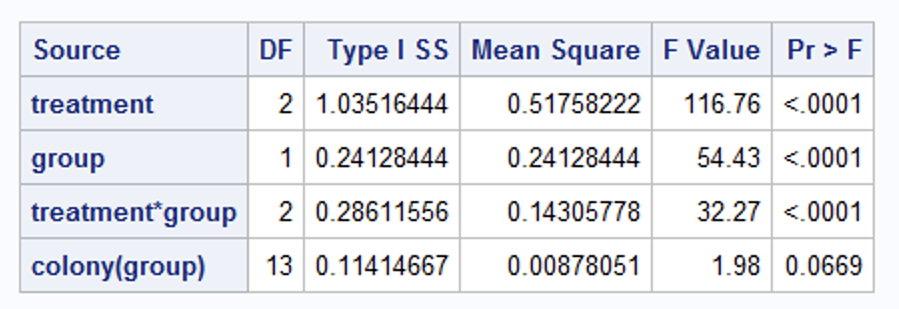 Source DF Type I SS Mean Square F Value Pr > F
treatment 2 1.03516444 0.51758222 116.76 <.0001
group 1 0.24128444 0.24128444 54.43 <.0001
treatment*group 2 0.28611556 0.14305778 32.27 <.0001
colony(group) 13 0.11414667 0.00878051 1.98 0.0669